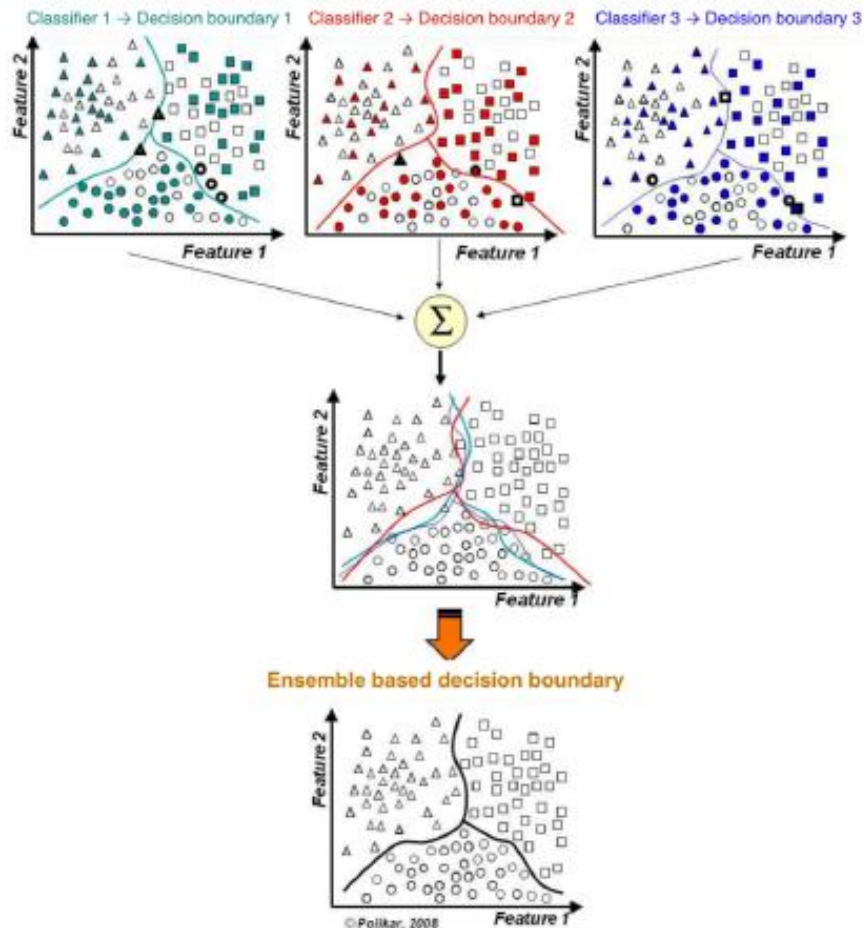 Classifier 1 → Decision boundary 1
Classifier 2 → Decision boundary 2
Classifier 3 → Decision boundary 3
Feature 2
Feature 1
Feature 2
Feature 1
Feature 2
Feature 1
Σ
Feature 2
Feature 1
Ensemble based decision boundary
Feature 2
Feature 1
©Polikar, 2008